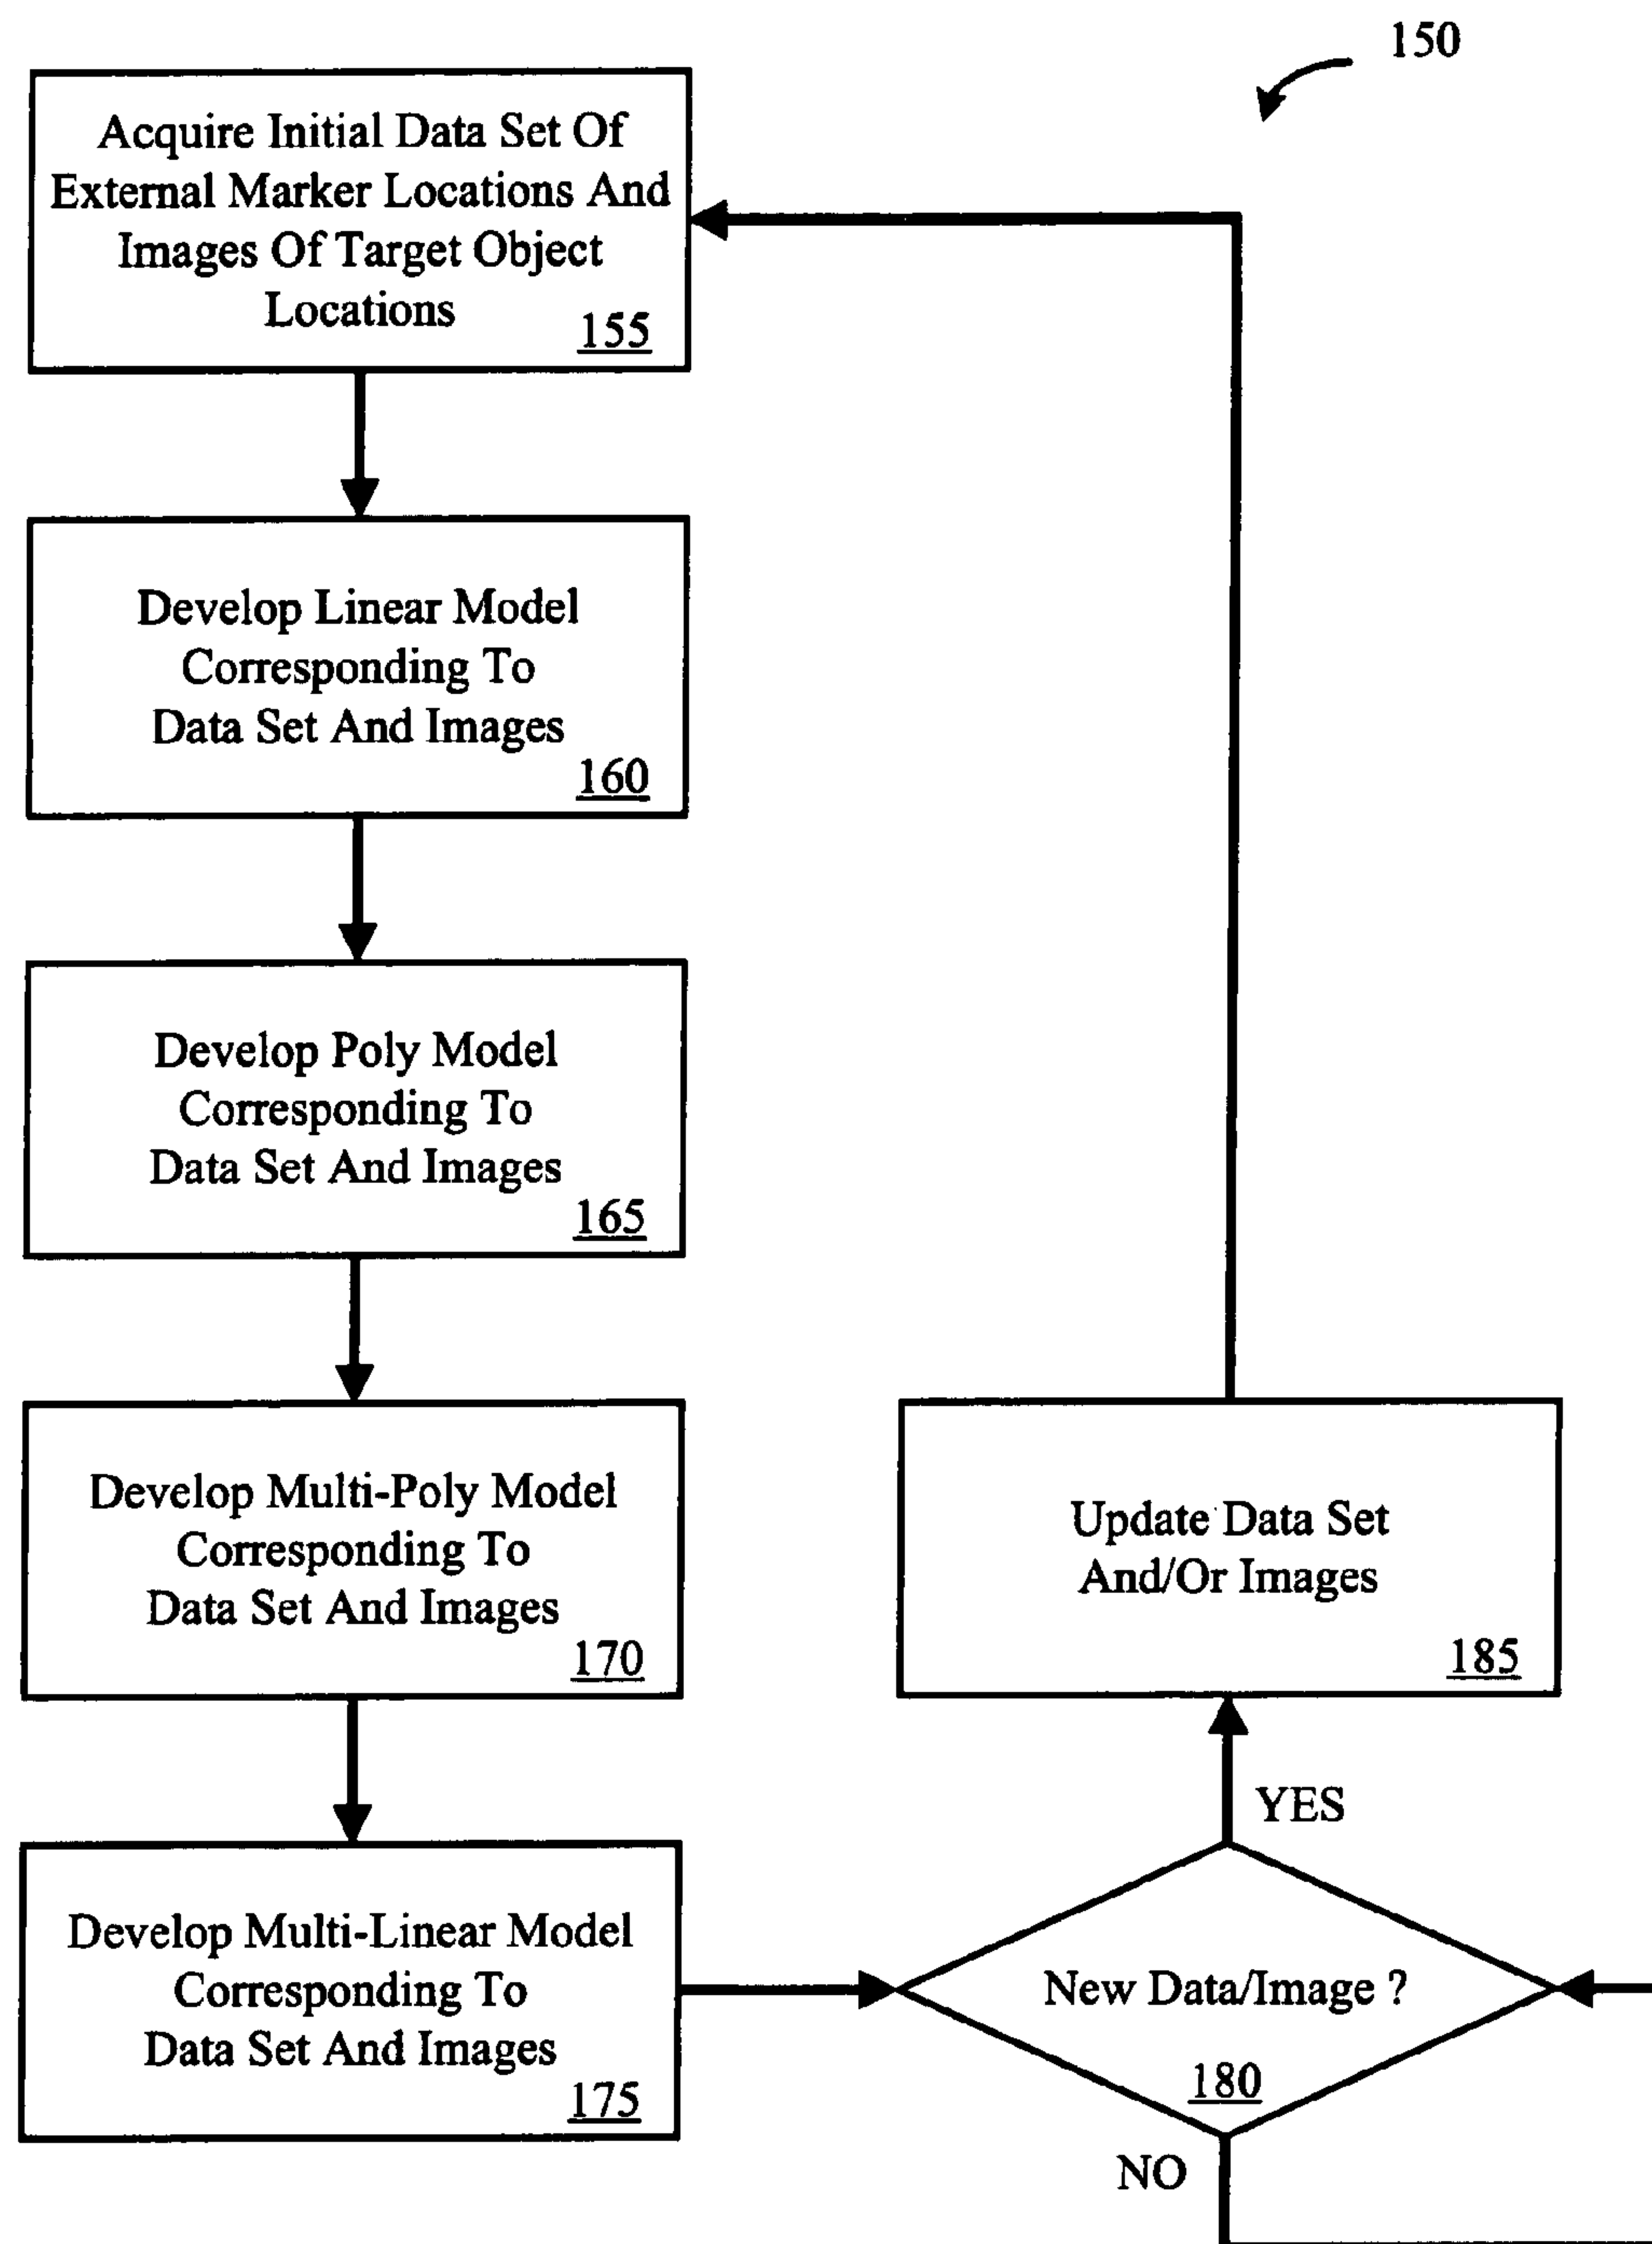 150
Acquire Initial Data Set Of
External Marker Locations And
Images Of Target Object
Locations
155
Develop Linear Model
Corresponding To
Data Set And Images
160
Develop Poly Model
Corresponding To
Data Set And Images
165
Develop Multi-Poly Model
Corresponding To
Data Set And Images
170
Update Data Set
And/Or Images
185
YES
Develop Multi-Linear Model
Corresponding To
Data Set And Images
175
New Data/Image ?
180
NO